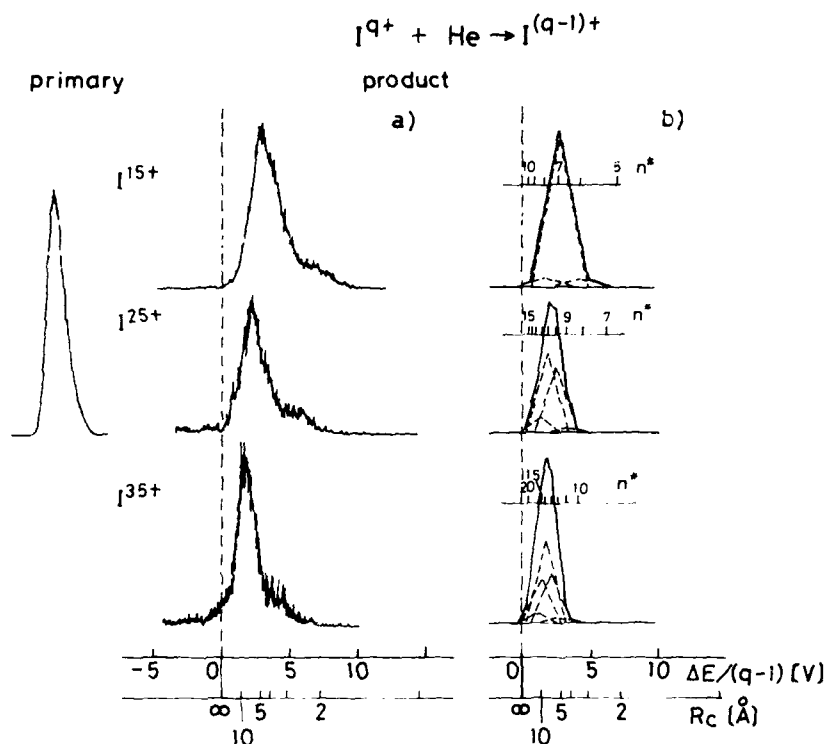 I^q+ + He → I^(q-1)+
primary product
a) b)
I^15+
10 7 5 n*
I^25+
15 9 7 n*
I^35+
15
20 10 n*
-5 0 5 10 0 5 10 ΔE/(q-1) [V]
∞ 5 2 ∞ 5 2 Rc [Å]
10 10